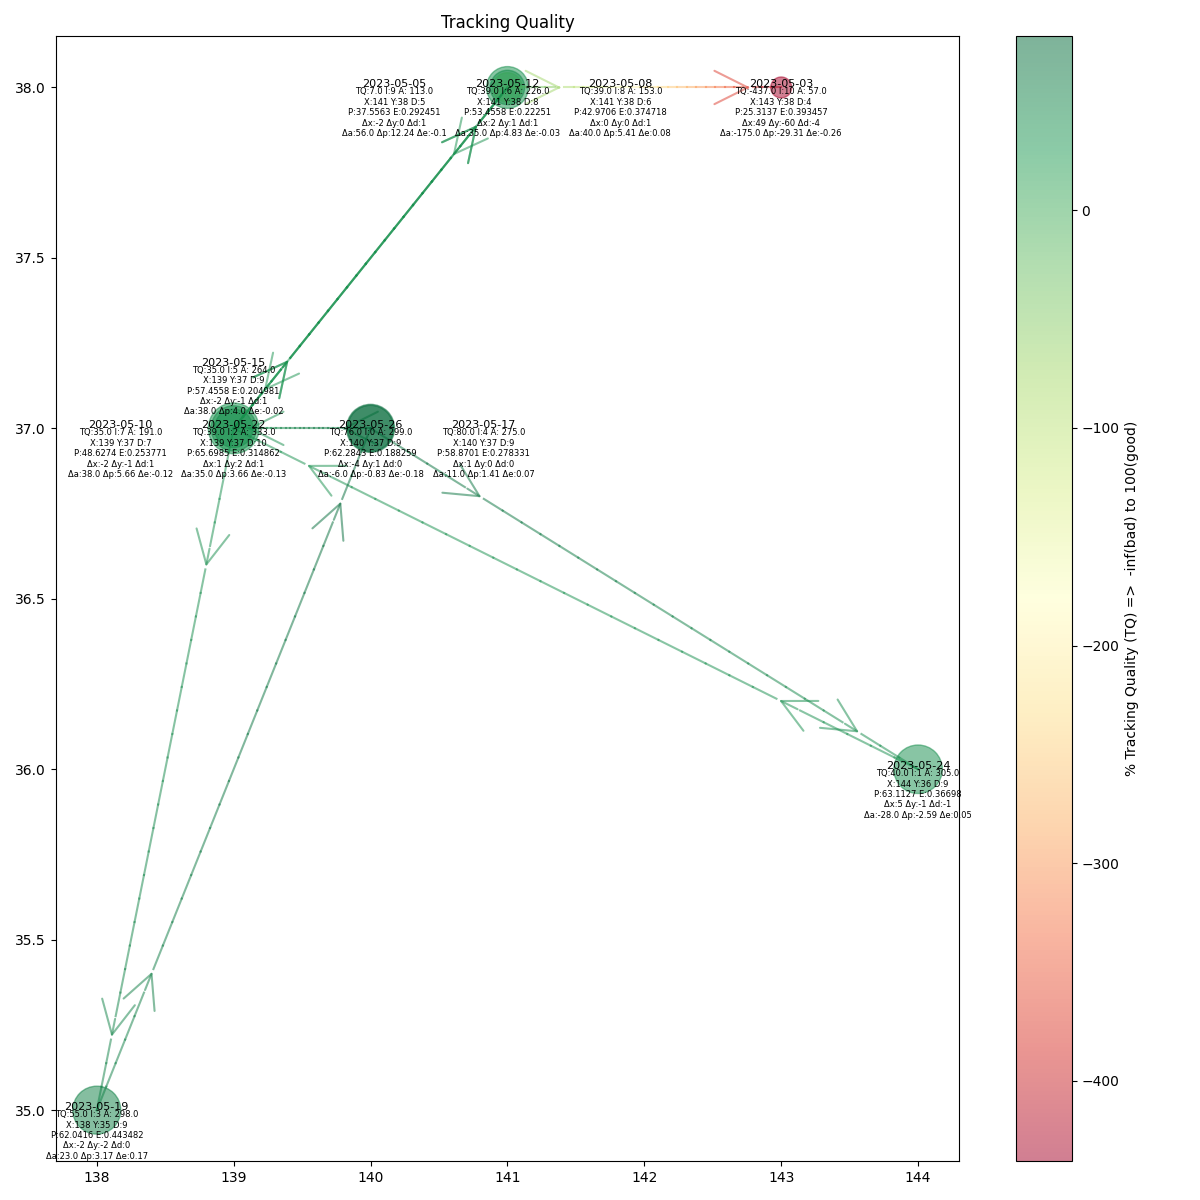 Tracking Quality
2023-05-05
TQ:7.0 I:9 A: 113.0
X:141 Y:38 D:5
P:37.5563 E:0.292451
Δx:-2 Δy:0 Δd:1
Δa:56.0 Δp:12.24 Δe:-0.1
2023-05-12
TQ:39.0 I:6 A: 226.0
X:141 Y:38 D:8
P:53.4558 E:0.22251
Δx:2 Δy:1 Δd:1
Δa:35.0 Δp:4.83 Δe:-0.03
2023-05-08
TQ:39.0 I:8 A: 153.0
X:141 Y:38 D:6
P:42.9706 E:0.374718
Δx:0 Δy:0 Δd:1
Δa:40.0 Δp:5.41 Δe:0.08
2023-05-03
TQ:-437.0 I:10 A: 57.0
X:143 Y:38 D:4
P:25.3137 E:0.393457
Δx:49 Δy:-60 Δd:-4
Δa:-175.0 Δp:-29.31 Δe:-0.26
2023-05-15
TQ:35.0 I:5 A: 264.0
X:139 Y:37 D:9
P:57.4558 E:0.204981
Δx:-2 Δy:-1 Δd:1
Δa:38.0 Δp:4.0 Δe:-0.02
2023-05-10
TQ:35.0 I:7 A: 191.0
X:139 Y:37 D:7
P:48.6274 E:0.253771
Δx:-2 Δy:-1 Δd:1
Δa:38.0 Δp:5.66 Δe:-0.12
2023-05-22
TQ:39.0 I:2 A: 333.0
X:139 Y:37 D:10
P:65.6985 E:0.314862
Δx:1 Δy:2 Δd:1
Δa:35.0 Δp:3.66 Δe:-0.13
2023-05-26
TQ:76.0 I:0 A: 299.0
X:140 Y:37 D:9
P:62.2843 E:0.188259
Δx:-4 Δy:1 Δd:0
Δa:-6.0 Δp:-0.83 Δe:-0.18
2023-05-17
TQ:80.0 I:4 A: 275.0
X:140 Y:37 D:9
P:58.8701 E:0.278331
Δx:1 Δy:0 Δd:0
Δa:11.0 Δp:1.41 Δe:0.07
2023-05-24
TQ:40.0 I:1 A: 305.0
X:144 Y:36 D:9
P:63.1127 E:0.36698
Δx:5 Δy:-1 Δd:-1
Δa:-28.0 Δp:-2.59 Δe:0.05
2023-05-19
TQ:55.0 I:3 A: 298.0
X:138 Y:35 D:9
P:62.0416 E:0.443482
Δx:-2 Δy:-2 Δd:0
Δa:23.0 Δp:3.17 Δe:0.17
38.0
37.5
37.0
36.5
36.0
35.5
35.0
138 139 140 141 142 143 144
0
−100
−200
−300
−400
% Tracking Quality (TQ) => -inf(bad) to 100(good)